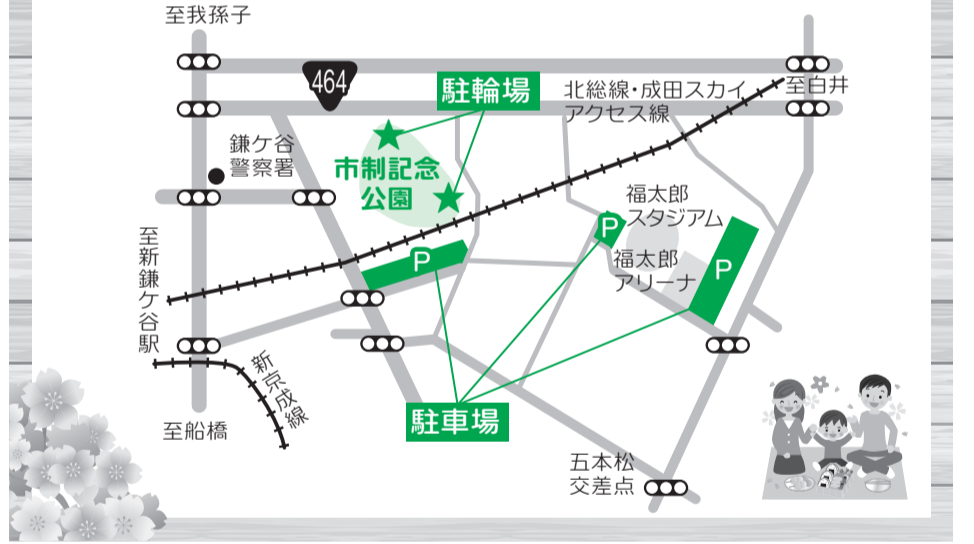 至我孫子
464
駐輪場
北総線・成田スカイ
アクセス線
至白井
鎌ケ谷
警察署
市制記念
公園
福太郎
スタジアム
P
福太郎
アリーナ
P
P
至新鎌ケ谷駅
新京成線
至船橋
駐車場
五本松
交差点